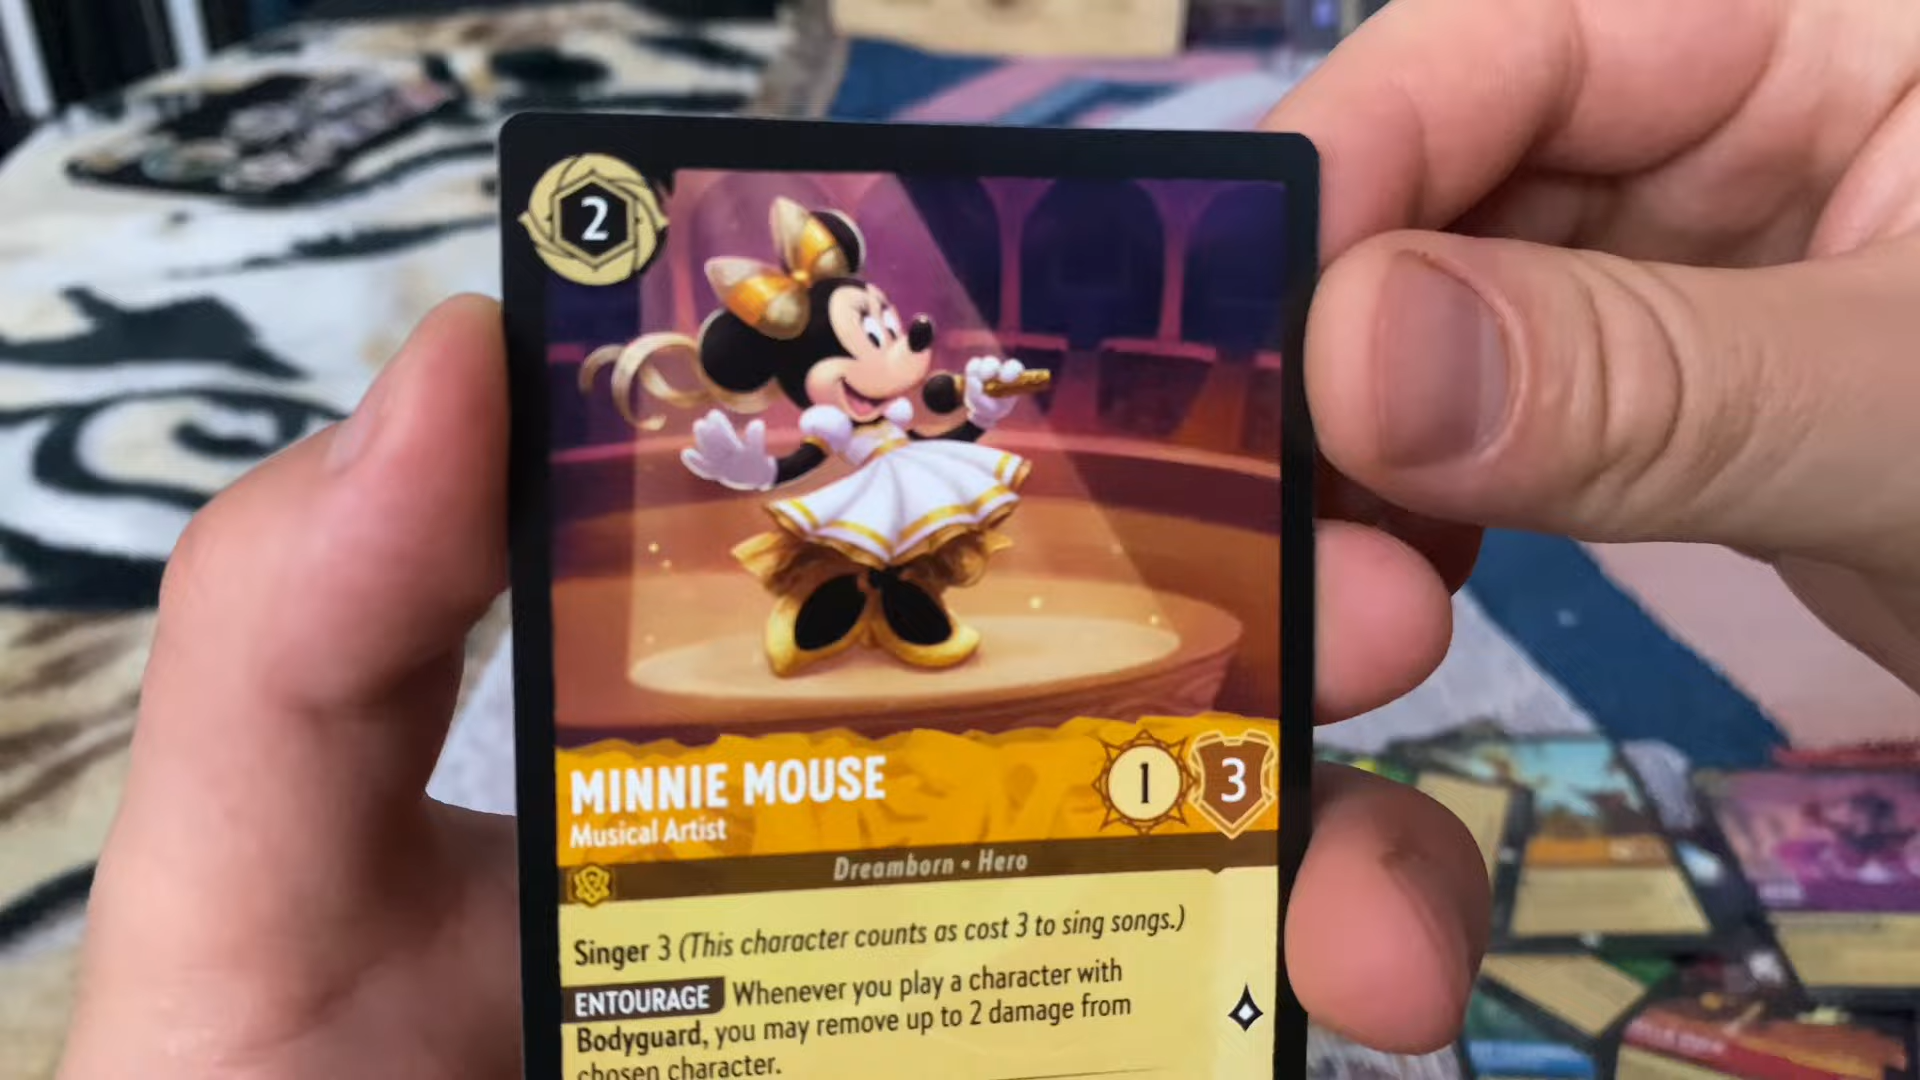 2
MINNIE MOUSE
Musical Artist
1
3
Dreamborn • Hero
Singer 3 (This character counts as cost 3 to sing songs.)
ENTOURAGE Whenever you play a character with
Bodyguard, you may remove up to 2 damage from
chosen character.